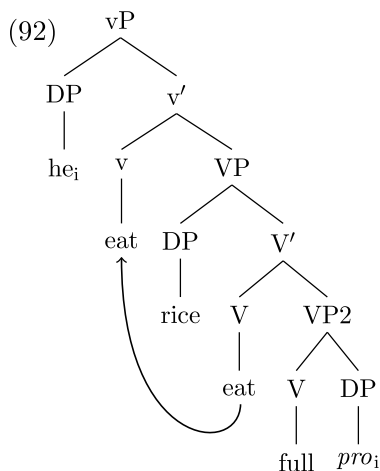 (92) vP
DP v′
he_i v VP
eat DP V′
rice V VP2
eat V DP
full pro_i